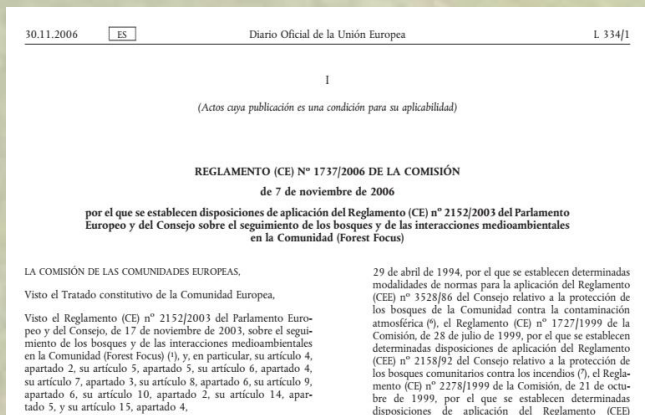 30.11.2006
ES
Diario Oficial de la Unión Europea
L 334/1
I
(Actos cuya publicación es una condición para su aplicabilidad)
REGLAMENTO (CE) Nº 1737/2006 DE LA COMISIÓN
de 7 de noviembre de 2006
por el que se establecen disposiciones de aplicación del Reglamento (CE) nº 2152/2003 del Parlamento
Europeo y del Consejo sobre el seguimiento de los bosques y de las interacciones medioambientales
en la Comunidad (Forest Focus)
LA COMISIÓN DE LAS COMUNIDADES EUROPEAS,
Visto el Tratado constitutivo de la Comunidad Europea,
Visto el Reglamento (CE) nº 2152/2003 del Parlamento Euro-
peo y del Consejo, de 17 de noviembre de 2003, sobre el segui-
miento de los bosques y de las interacciones medioambientales
en la Comunidad (Forest Focus) (¹), y, en particular, su artículo 4,
apartado 2, su artículo 5, apartado 5, su artículo 6, apartado 4,
su artículo 7, apartado 3, su artículo 8, apartado 6, su artículo 9,
apartado 6, su artículo 10, apartado 2, su artículo 14, apar-
tado 5, y su artículo 15, apartado 4,
29 de abril de 1994, por el que se establecen determinadas
modalidades de normas para la aplicación del Reglamento
(CEE) nº 3528/86 del Consejo relativo a la protección de
los bosques de la Comunidad contra la contaminación
atmosférica (⁶), el Reglamento (CE) nº 1727/1999 de la
Comisión, de 28 de julio de 1999, por el que se establecen
determinadas disposiciones de aplicación del Reglamento
(CEE) nº 2158/92 del Consejo relativo a la protección de
los bosques comunitarios contra los incendios (⁷), el Regla-
mento (CE) nº 2278/1999 de la Comisión, de 21 de octu-
bre de 1999, por el que se establecen determinadas
disposiciones de aplicación del Reglamento (CEE)